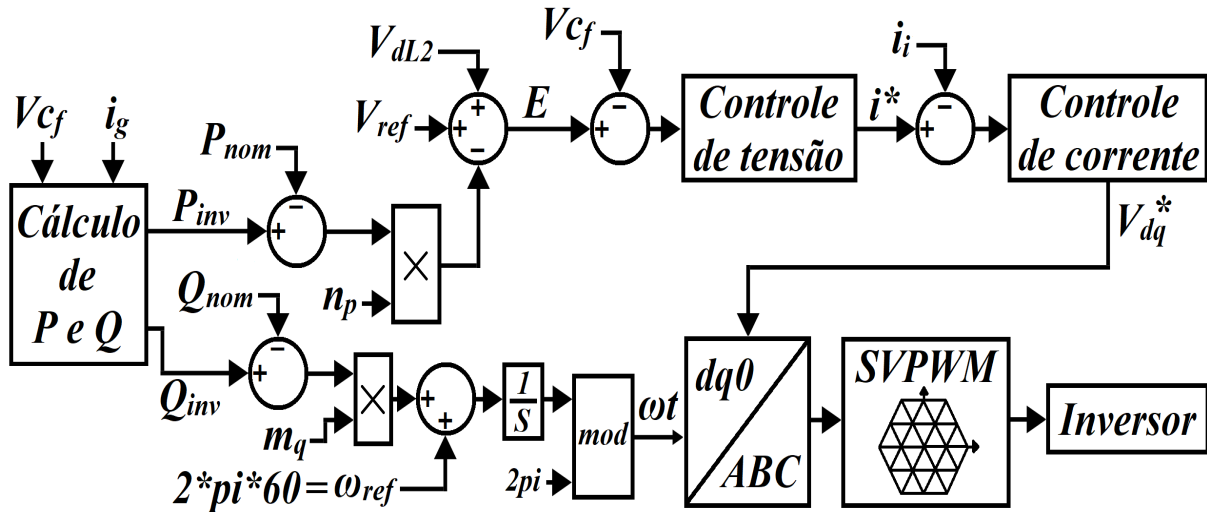 Vc_f
i_g
Cálculo
de
P e Q
P_nom
P_inv
Q_nom
Q_inv
n_p
m_q
2*pi*60=ω_ref
V_dL2
V_ref
+
+
−
E
Vc_f
−
+
Controle
de tensão
i*
i_i
−
+
Controle
de corrente
V_dq*
−
+
×
−
+
×
+
+
1
S
mod
2pi
ωt
dq0
ABC
SVPWM
Inversor